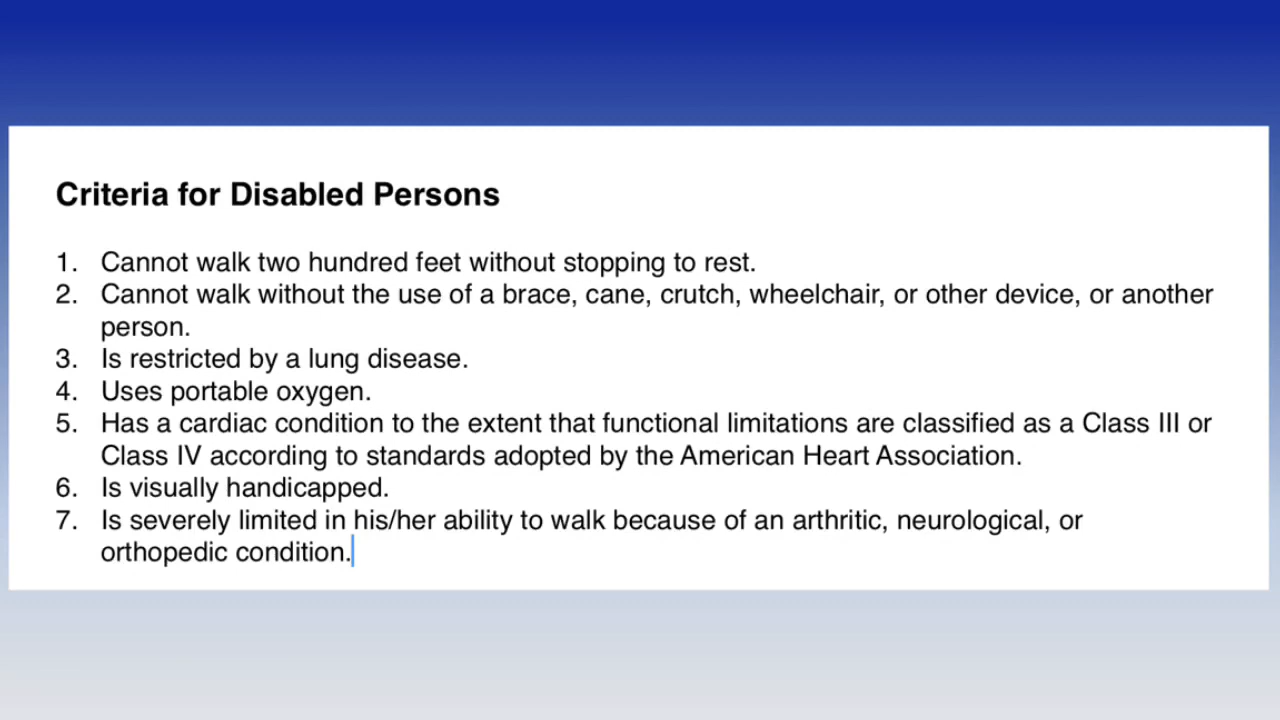 Criteria for Disabled Persons
1. Cannot walk two hundred feet without stopping to rest.
2. Cannot walk without the use of a brace, cane, crutch, wheelchair, or other device, or another
person.
3. Is restricted by a lung disease.
4. Uses portable oxygen.
5. Has a cardiac condition to the extent that functional limitations are classified as a Class III or
Class IV according to standards adopted by the American Heart Association.
6. Is visually handicapped.
7. Is severely limited in his/her ability to walk because of an arthritic, neurological, or
orthopedic condition.